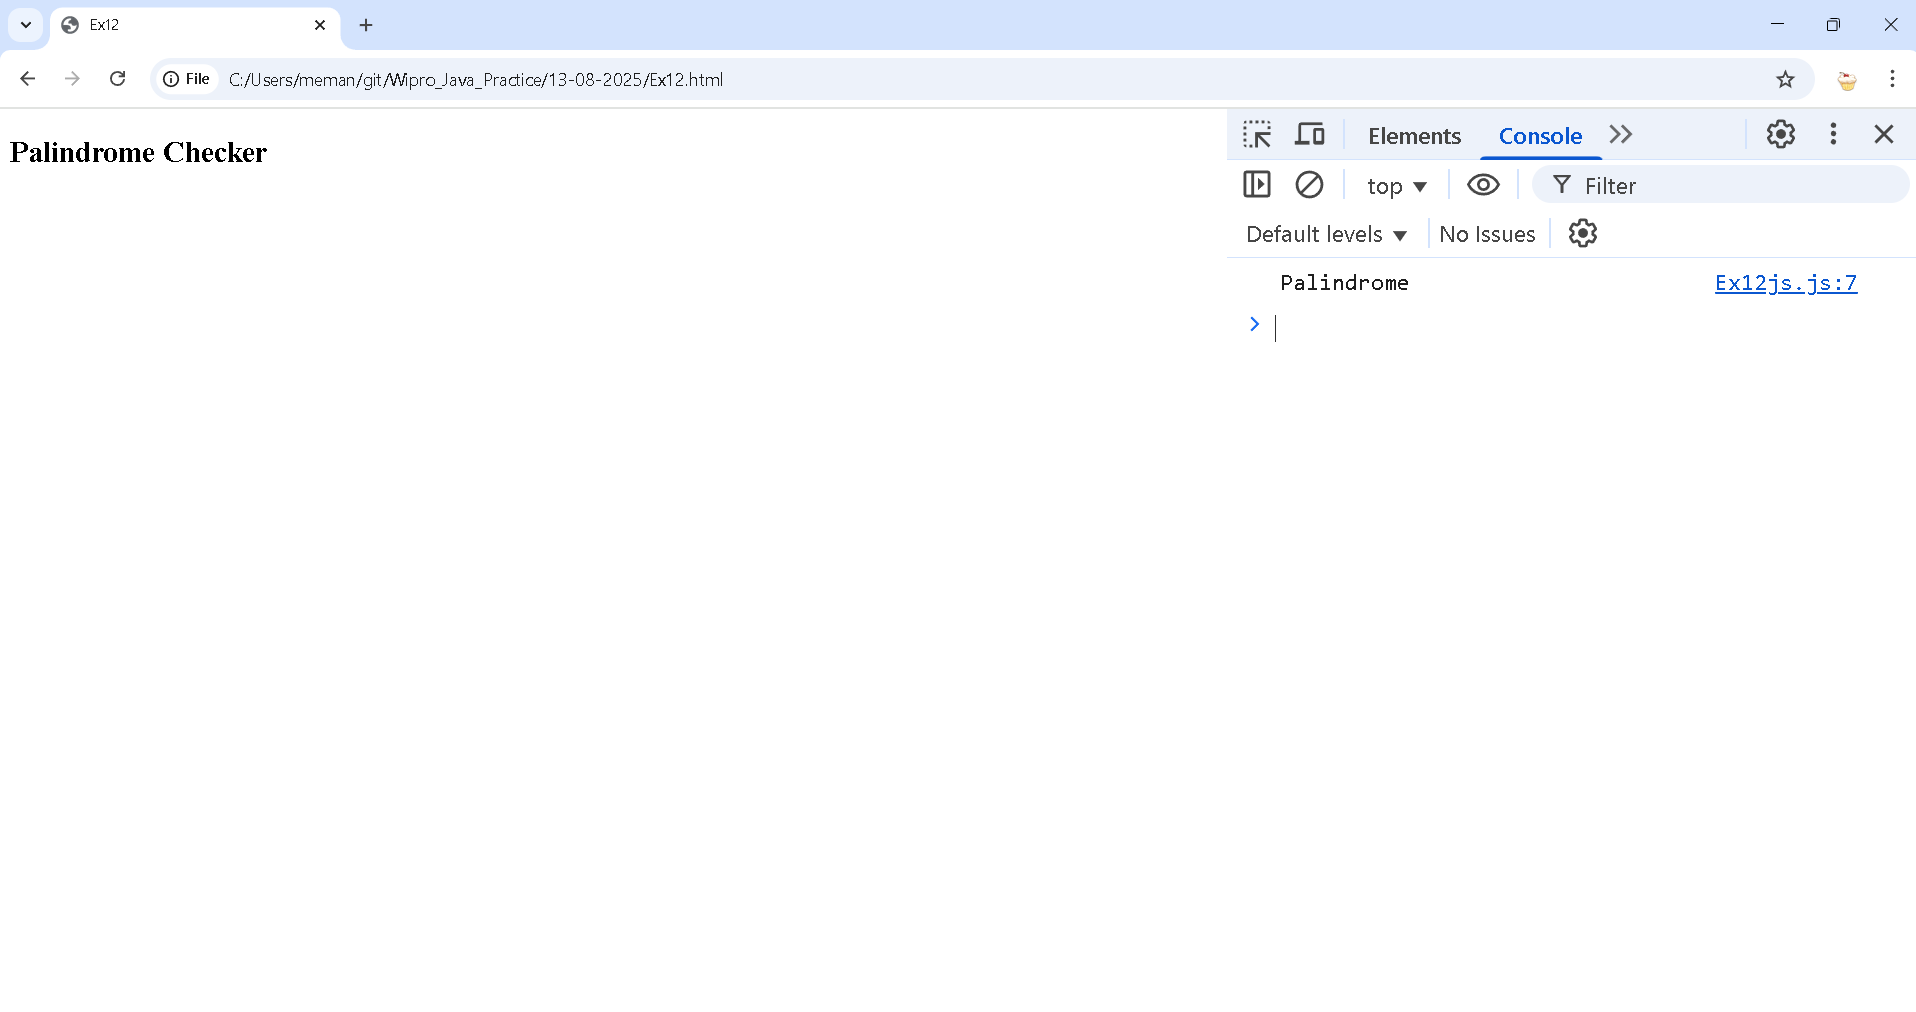 Ex12
File C:/Users/meman/git/Wipro_Java_Practice/13-08-2025/Ex12.html
Palindrome Checker
Elements Console
top Filter
Default levels No Issues
Palindrome Ex12js.js:7